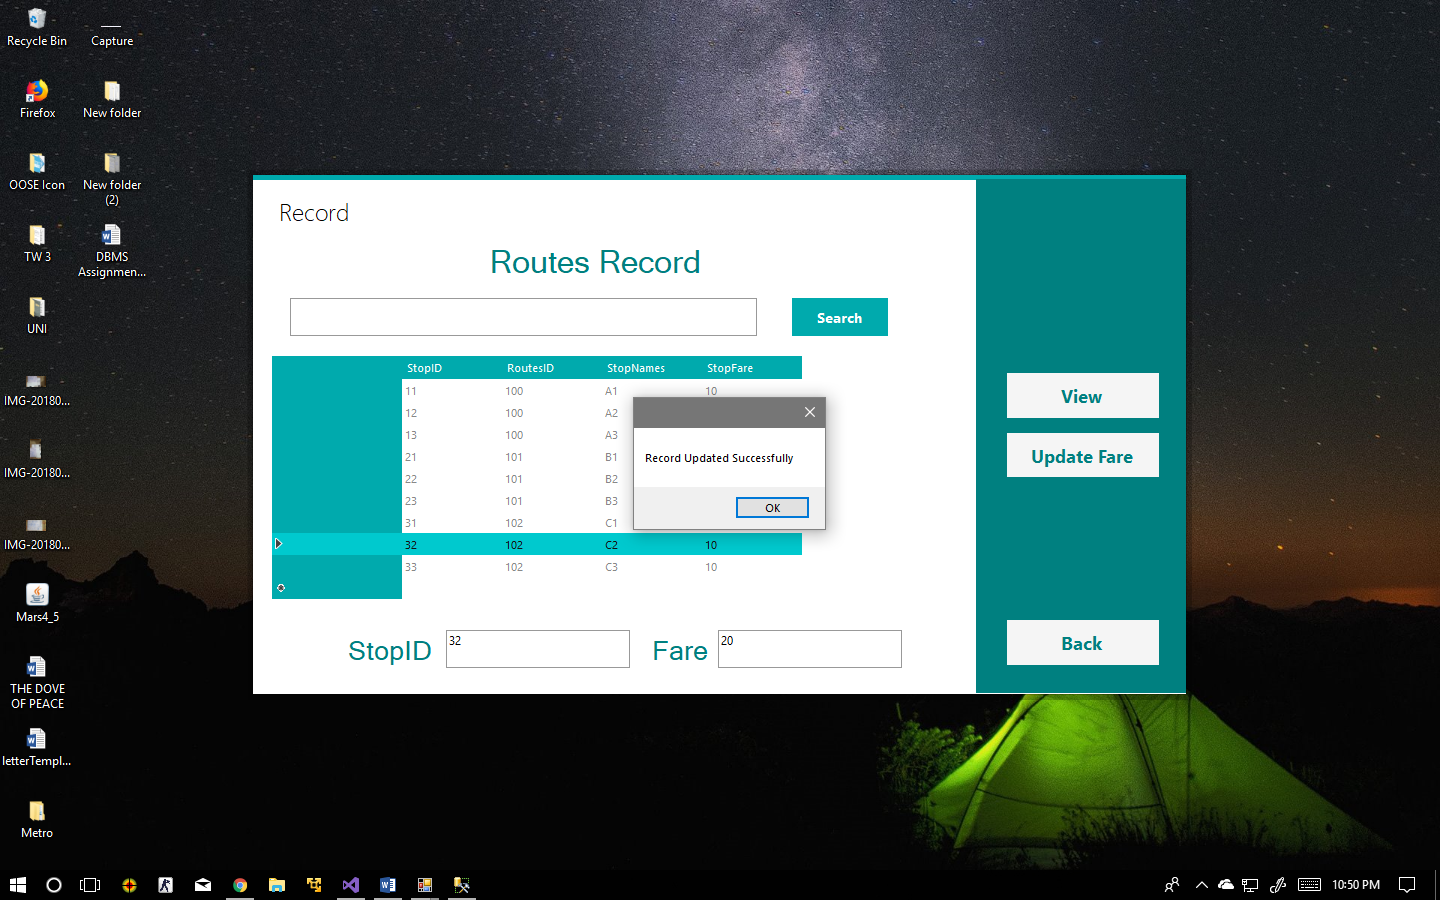 Recycle Bin
Capture
Firefox
New folder
OOSE Icon
New folder
(2)
TW 3
DBMS
Assignmen...
UNI
IMG-20180...
IMG-20180...
IMG-20180...
Mars4_5
THE DOVE
OF PEACE
letterTempl...
Metro
Record
Routes Record
Search
StopID RoutesID StopNames StopFare
11 100 A1 10
12 100 A2
13 100 A3
21 101 B1
22 101 B2
23 101 B3
31 102 C1
32 102 C2 10
33 102 C3 10
Record Updated Successfully
OK
StopID 32 Fare 20
View
Update Fare
Back
10:50 PM